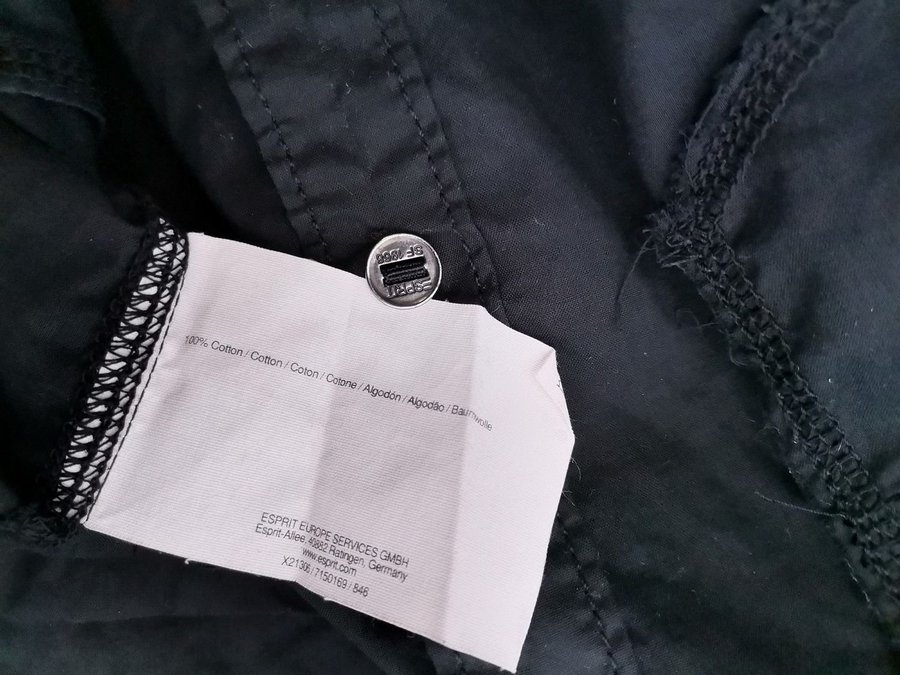 SF 1968
ESPRIT
100% Cotton / Cotton / Coton / Cotone / Algodón / Algodão / Baumwolle
ESPRIT EUROPE SERVICES GMBH
Esprit-Allee, 40882 Ratingen, Germany
www.esprit.com
X21306 / 7150169 / 846